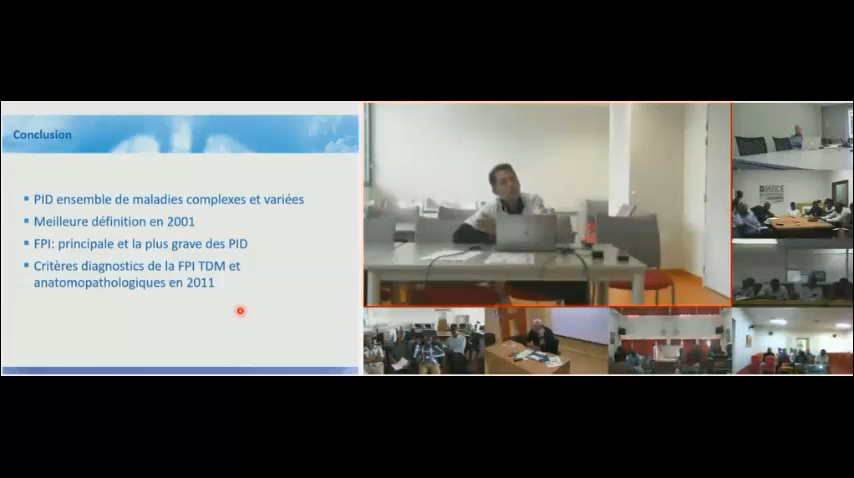 Conclusion
PID ensemble de maladies complexes et variées
Meilleure définition en 2001
FPI: principale et la plus grave des PID
Critères diagnostics de la FPI TDM et
anatomopathologiques en 2011
AGENCE